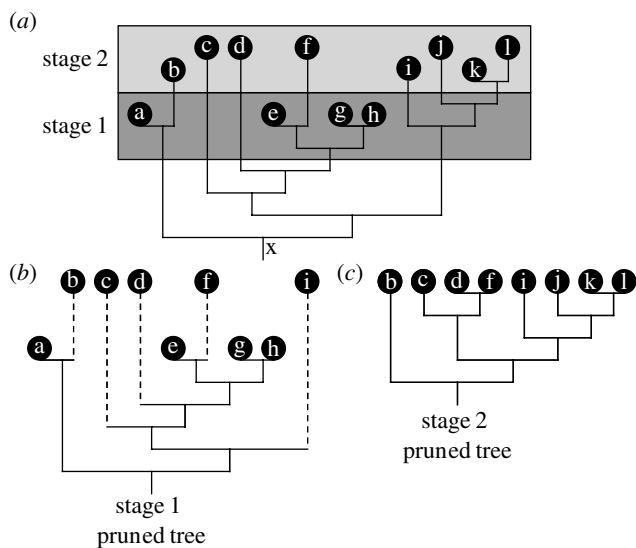 (a)
stage 2
stage 1
c d f j l
b i k
a e g h
x
(b)
b c d f i
a e g h
stage 1
pruned tree
(c)
b c d f i j k l
stage 2
pruned tree